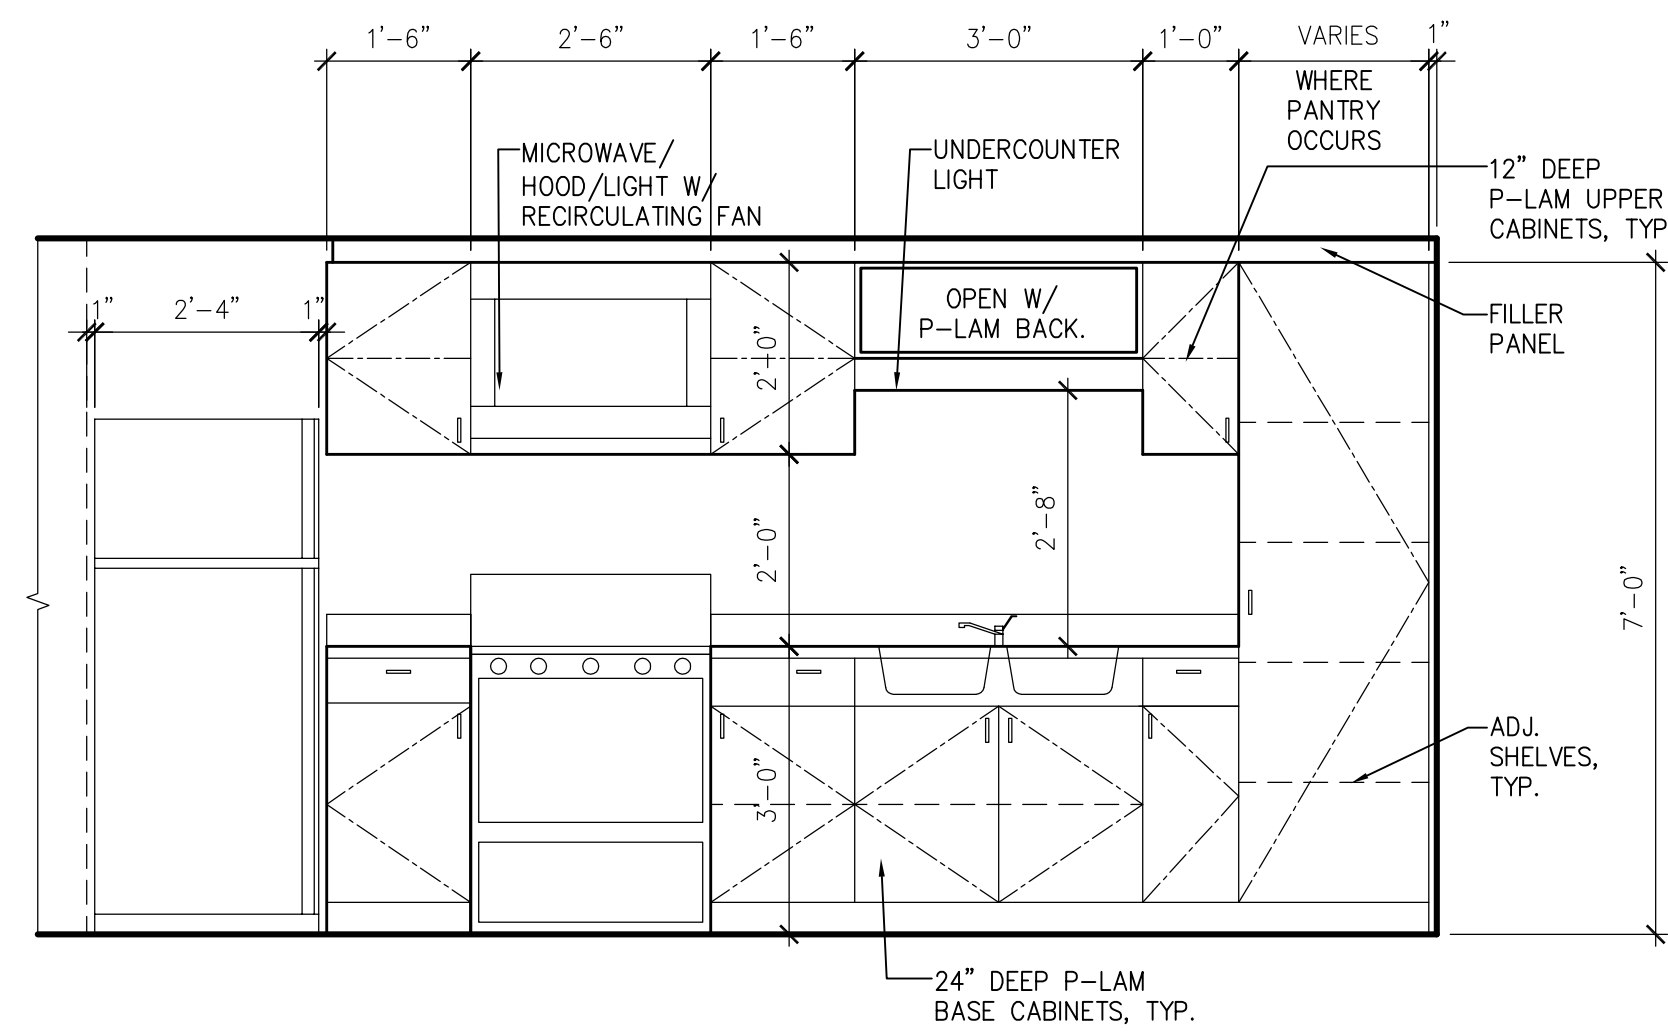 1'-6" 2'-6" 1'-6" 3'-0" 1'-0" VARIES 1"
WHERE
PANTRY
OCCURS
MICROWAVE/
HOOD/LIGHT W/
RECIRCULATING FAN
UNDERCOUNTER
LIGHT
12" DEEP
P-LAM UPPER
CABINETS, TYP
1" 2'-4" 1"
OPEN W/
P-LAM BACK.
FILLER
PANEL
2'-0"
2'-0"
2'-8"
7'-0"
3'-0"
ADJ.
SHELVES,
TYP.
24" DEEP P-LAM
BASE CABINETS, TYP.